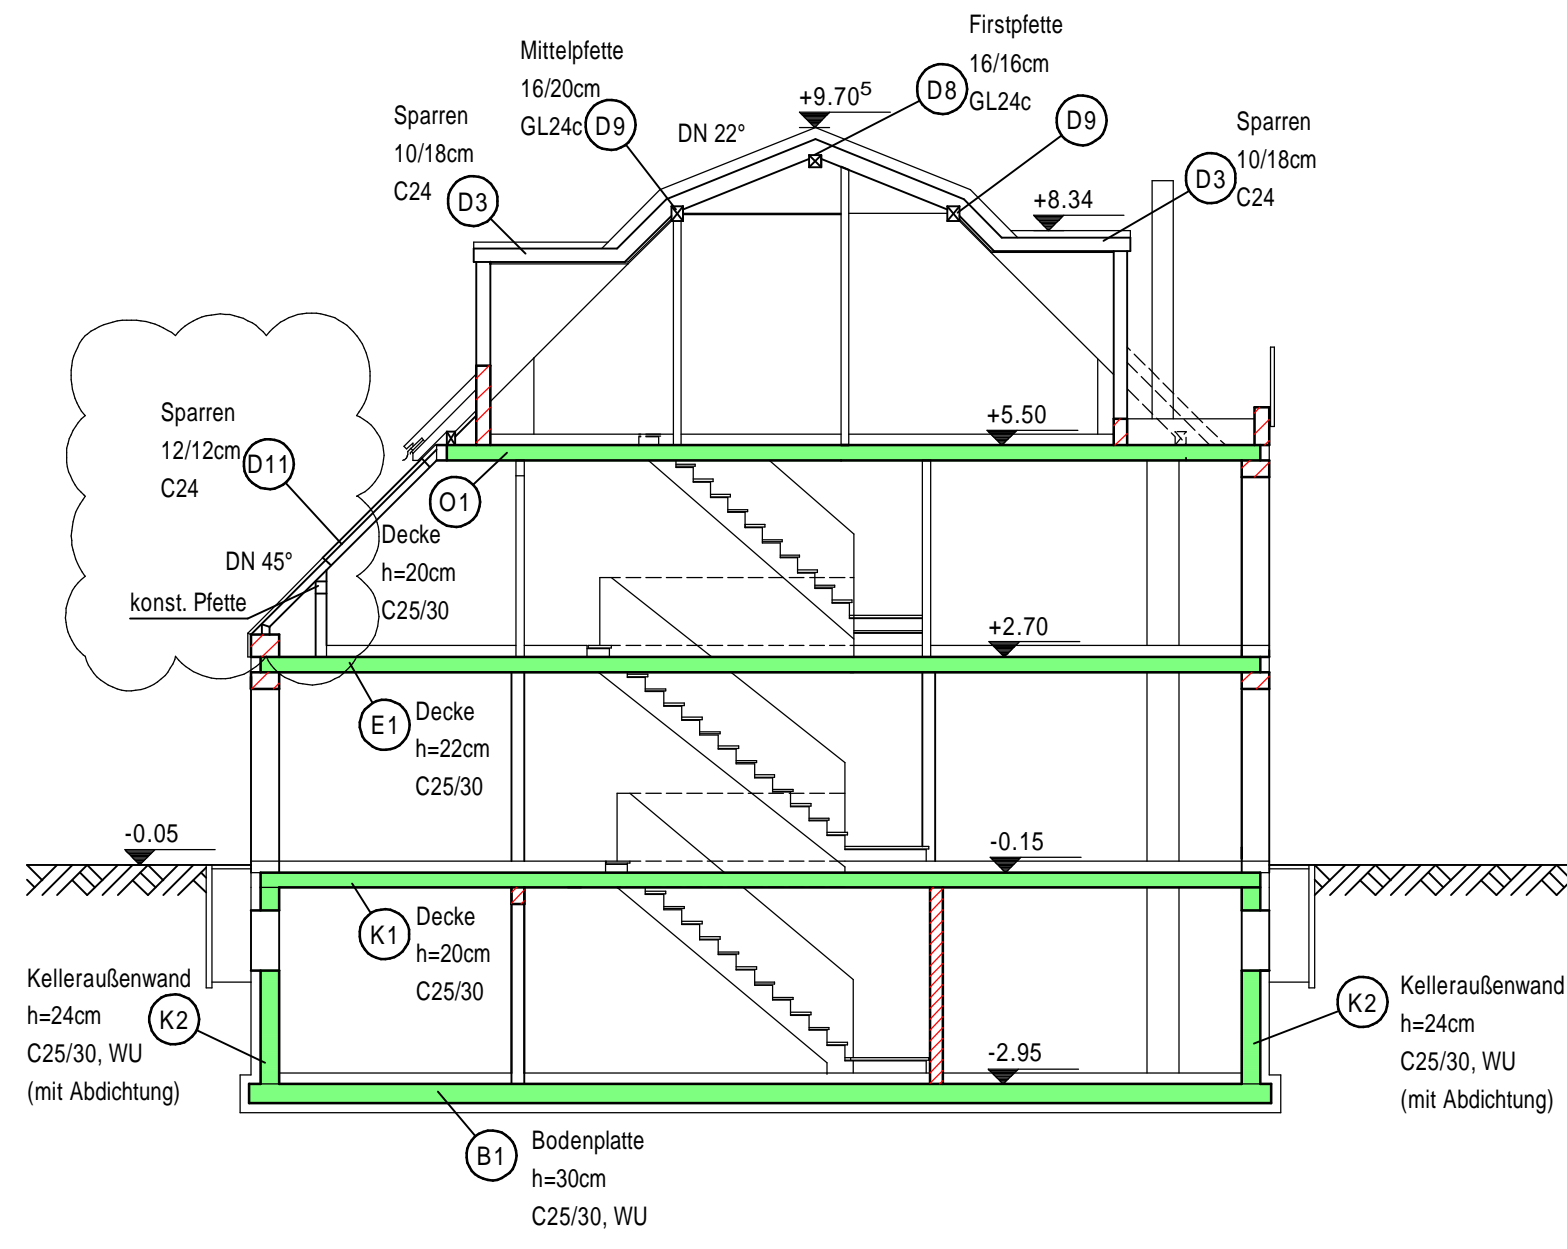 Firstpfette
16/16cm
GL24c
D8
Mittelpfette
16/20cm
GL24c
D9
+9.70⁵
D9
DN 22°
Sparren
10/18cm
C24
D3
Sparren
10/18cm
C24
D3
+8.34
Sparren
12/12cm
C24
D11
+5.50
O1
Decke
h=20cm
C25/30
DN 45°
konst. Pfette
+2.70
E1
Decke
h=22cm
C25/30
-0.05
-0.15
K1
Decke
h=20cm
C25/30
Kelleraußenwand
h=24cm
C25/30, WU
(mit Abdichtung)
K2
K2
Kelleraußenwand
h=24cm
C25/30, WU
(mit Abdichtung)
-2.95
B1
Bodenplatte
h=30cm
C25/30, WU